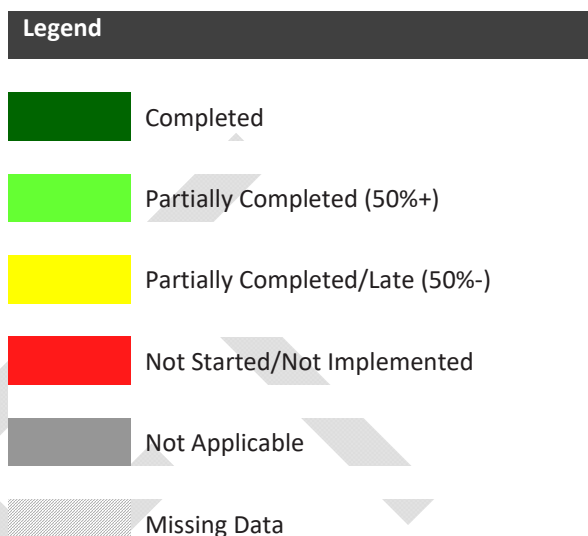 Legend
Completed
Partially Completed (50%+)
Partially Completed/Late (50%-)
Not Started/Not Implemented
Not Applicable
Missing Data